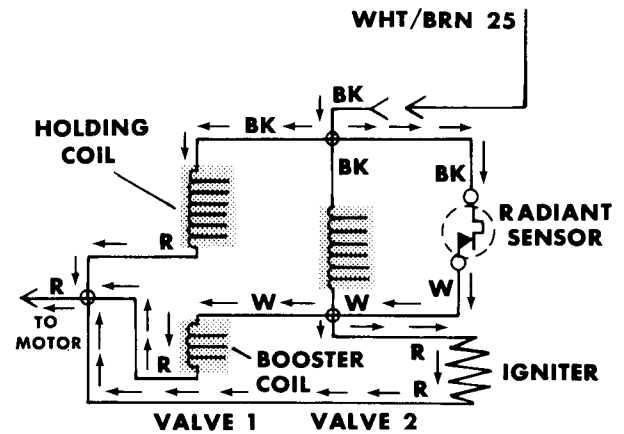 WHT/BRN 25
BK
BK
HOLDING
COIL
BK
BK
RADIANT
SENSOR
R
R
W
W
W
TO
MOTOR
R
BOOSTER
COIL
R
R
IGNITER
VALVE 1
VALVE 2